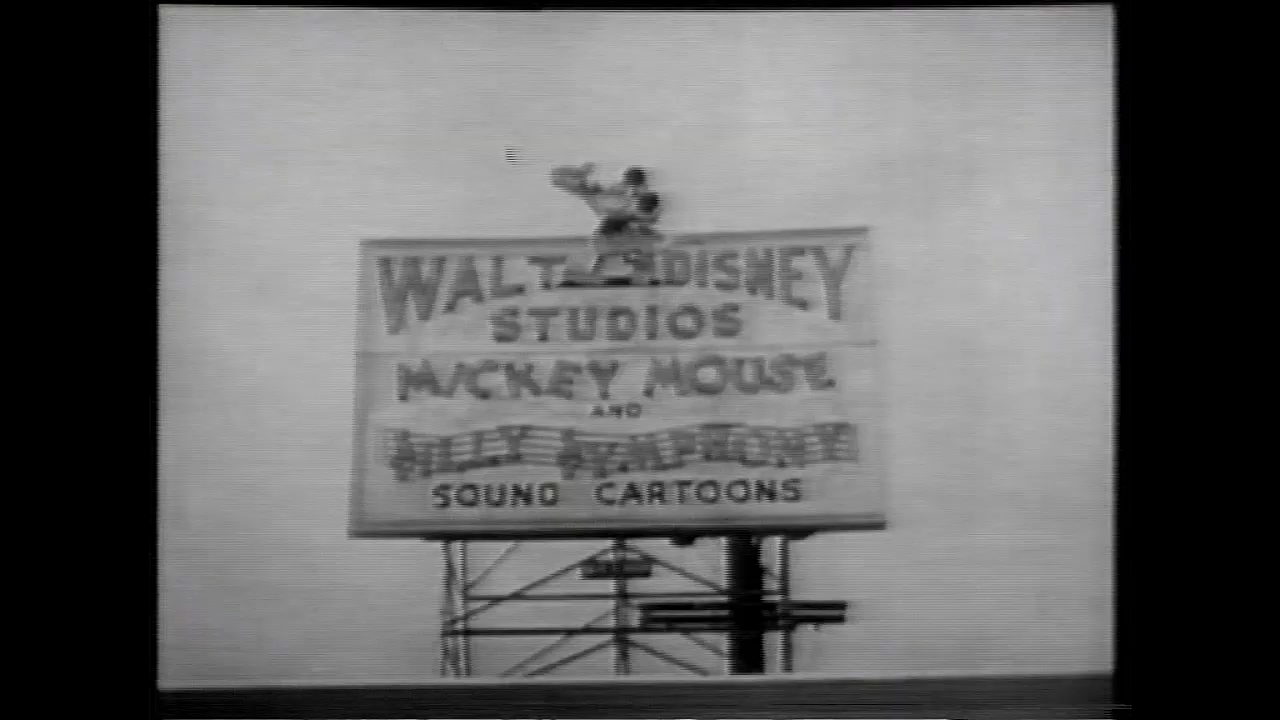 WALT DISNEY
STUDIOS
MICKEY MOUSE
AND
SILLY SYMPHONY
SOUND CARTOONS